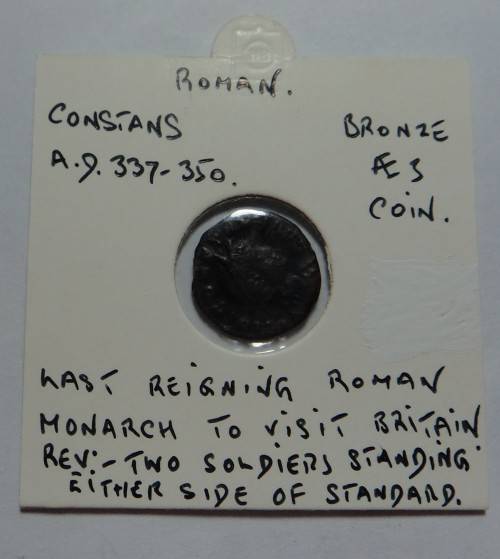 ROMAN.
CONSTANS
A.D. 337-350.
BRONZE
Æ 3
COIN.
LAST REIGNING ROMAN
MONARCH TO VISIT BRITAIN
REV:- TWO SOLDIERS STANDING
EITHER SIDE OF STANDARD.